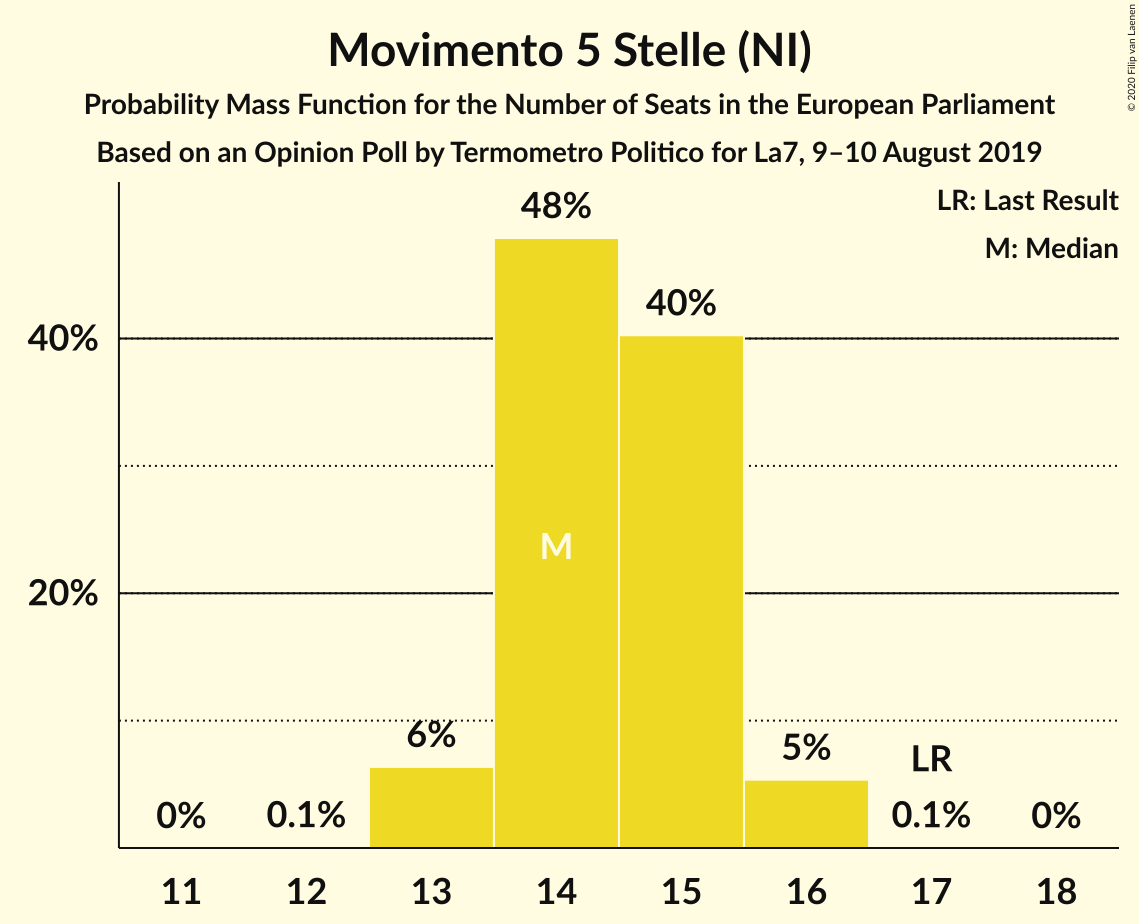 Movimento 5 Stelle (NI)
Probability Mass Function for the Number of Seats in the European Parliament
Based on an Opinion Poll by Termometro Politico for La7, 9–10 August 2019
© 2020 Filip van Laenen
LR: Last Result
M: Median
48%
40%
40%
20%
M
6%
5%
LR
0%
0.1%
0.1%
0%
11 12 13 14 15 16 17 18